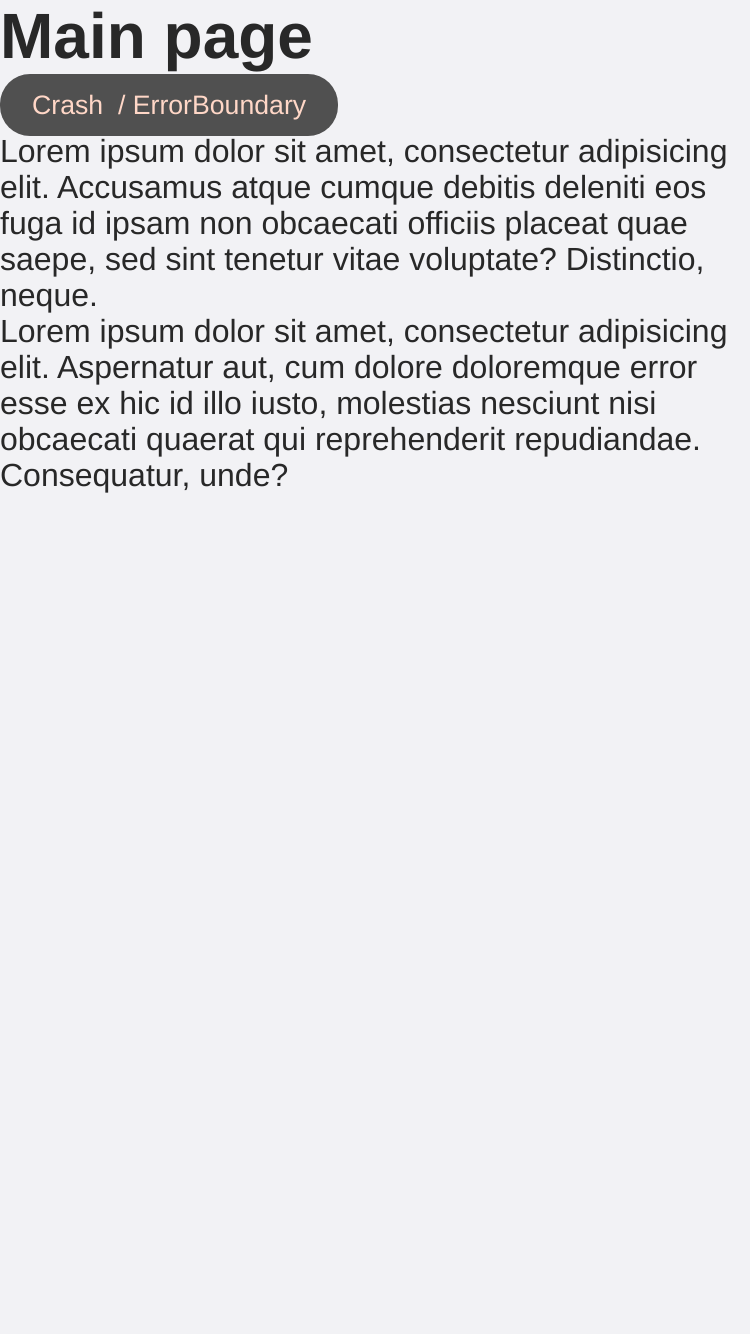 Main page
Crash  / ErrorBoundary
Lorem ipsum dolor sit amet, consectetur adipisicing
elit. Accusamus atque cumque debitis deleniti eos
fuga id ipsam non obcaecati officiis placeat quae
saepe, sed sint tenetur vitae voluptate? Distinctio,
neque.
Lorem ipsum dolor sit amet, consectetur adipisicing
elit. Aspernatur aut, cum dolore doloremque error
esse ex hic id illo iusto, molestias nesciunt nisi
obcaecati quaerat qui reprehenderit repudiandae.
Consequatur, unde?